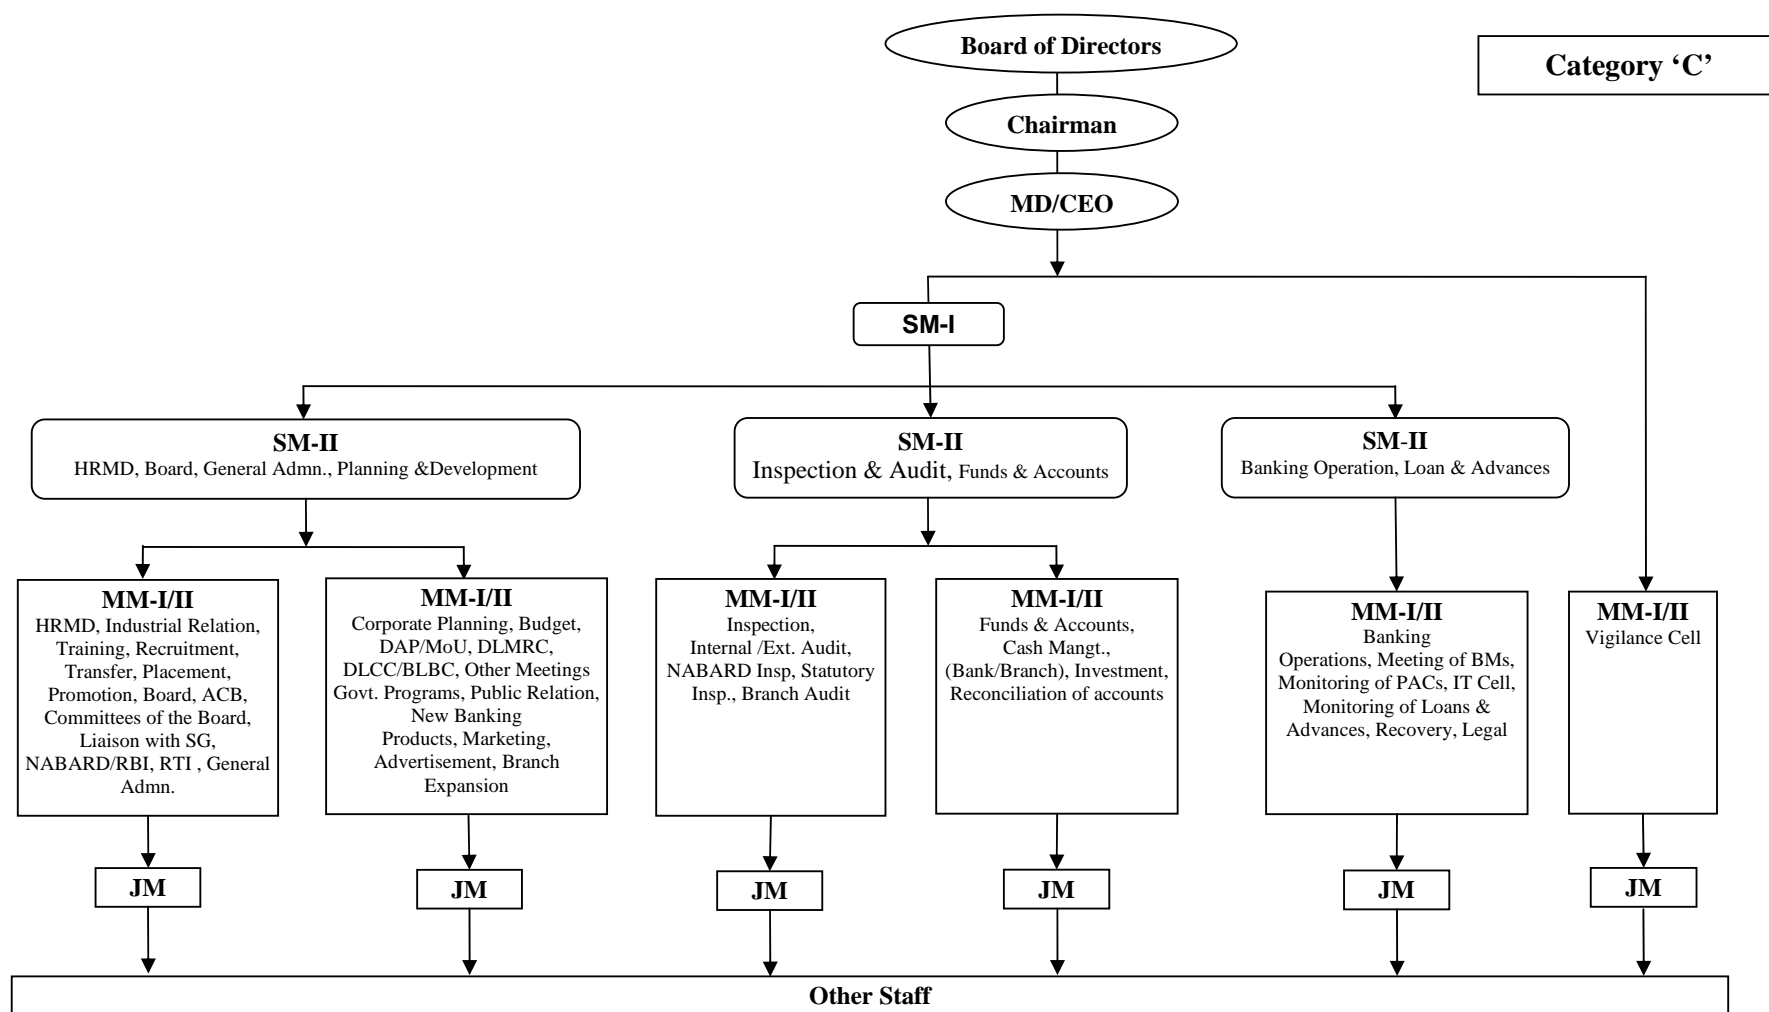 Board of Directors
Category ‘C’
Chairman
MD/CEO
SM-I
SM-II
HRMD, Board, General Admn., Planning &Development
SM-II
Inspection & Audit, Funds & Accounts
SM-II
Banking Operation, Loan & Advances
MM-I/II
HRMD, Industrial Relation,
Training, Recruitment,
Transfer, Placement,
Promotion, Board, ACB,
Committees of the Board,
Liaison with SG,
NABARD/RBI, RTI , General
Admn.
MM-I/II
Corporate Planning, Budget,
DAP/MoU, DLMRC,
DLCC/BLBC, Other Meetings
Govt. Programs, Public Relation,
New Banking
Products, Marketing,
Advertisement, Branch
Expansion
MM-I/II
Inspection,
Internal /Ext. Audit,
NABARD Insp, Statutory
Insp., Branch Audit
MM-I/II
Funds & Accounts,
Cash Mangt.,
(Bank/Branch), Investment,
Reconciliation of accounts
MM-I/II
Banking
Operations, Meeting of BMs,
Monitoring of PACs, IT Cell,
Monitoring of Loans &
Advances, Recovery, Legal
MM-I/II
Vigilance Cell
JM
JM
JM
JM
JM
JM
Other Staff